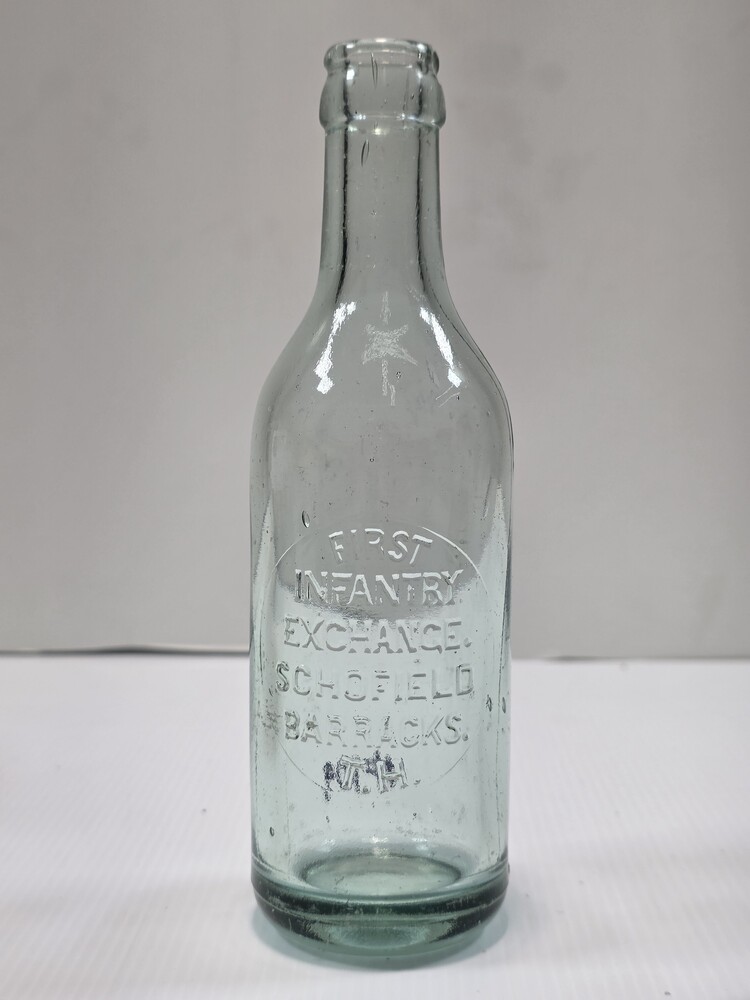 FIRST
INFANTRY
EXCHANGE.
SCHOFIELD
BARRACKS.
T.H.